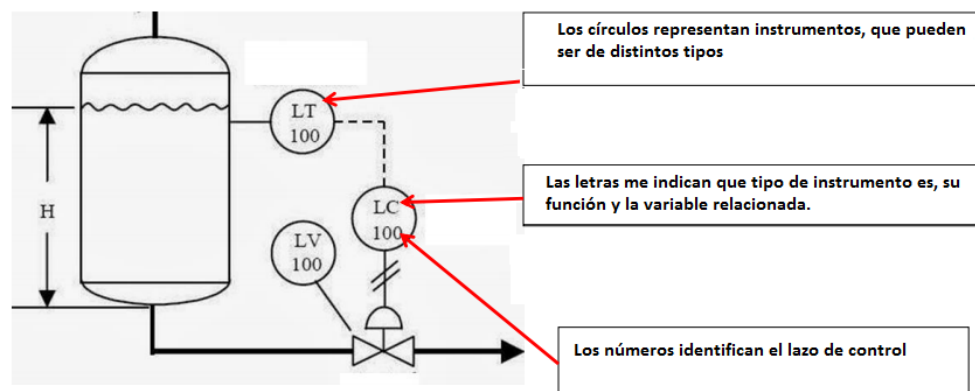 Los círculos representan instrumentos, que pueden
ser de distintos tipos
LT
100
Las letras me indican que tipo de instrumento es, su
función y la variable relacionada.
H
LC
100
LV
100
Los números identifican el lazo de control